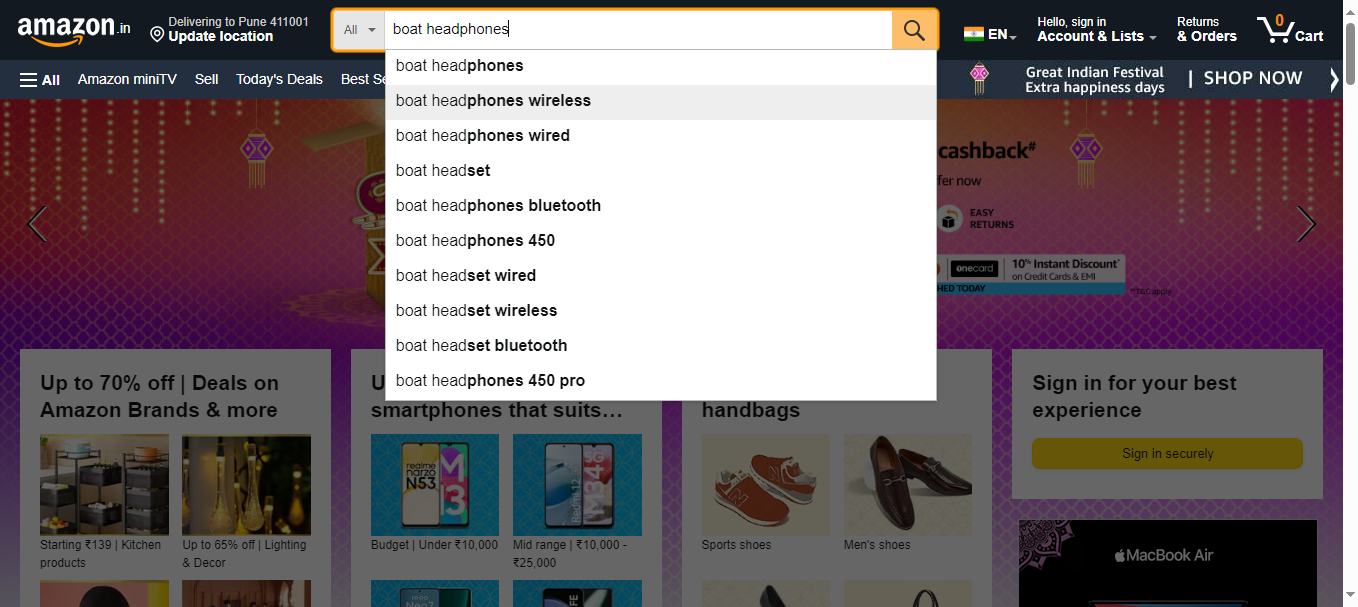 amazon.in
Delivering to Pune 411001
Update location
All
boat headphones
EN
Hello, sign in
Account & Lists
Returns
& Orders
0
Cart
All
Amazon miniTV
Sell
Today's Deals
Best Se
Great Indian Festival
Extra happiness days
| SHOP NOW
boat headphones
boat headphones wireless
boat headphones wired
boat headset
boat headphones bluetooth
boat headphones 450
boat headset wired
boat headset wireless
boat headset bluetooth
boat headphones 450 pro
cashback#
fer now
EASY
RETURNS
onecard
10% Instant Discount*
on Credit Cards & EMI
HED TODAY
*T&C apply
Up to 70% off | Deals on
Amazon Brands & more
Starting ₹139 | Kitchen
products
Up to 65% off | Lighting
& Decor
U
smartphones that suits…
realme
narzo
N53
M
13
Redmi 12
5G
M34
Budget | Under ₹10,000
Mid range | ₹10,000 -
₹25,000
handbags
Sports shoes
Men's shoes
Sign in for your best
experience
Sign in securely
MacBook Air